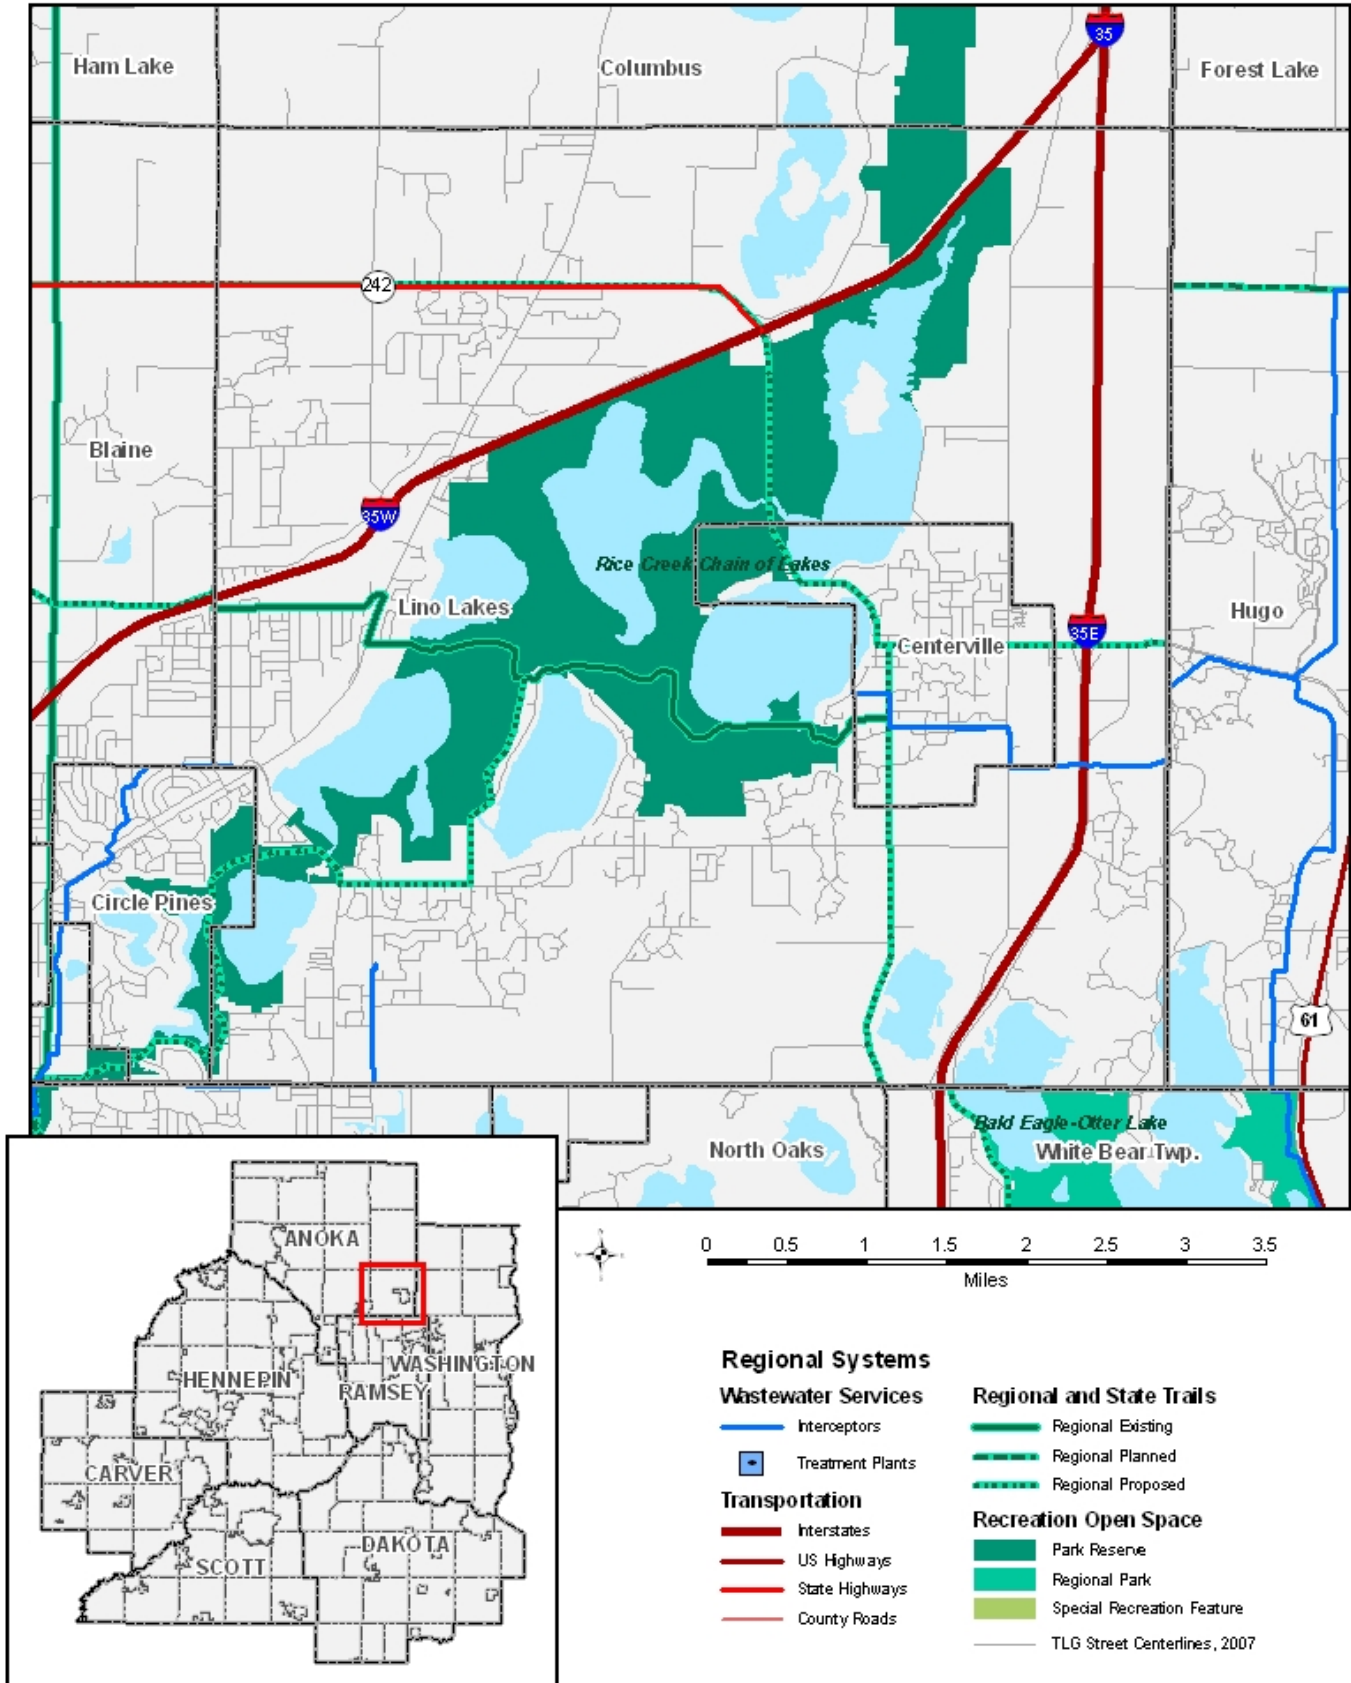 35
Ham Lake
Columbus
Forest Lake
242
Blaine
35W
Rice Creek Chain of Lakes
Lino Lakes
Hugo
35E
Centerville
Circle Pines
61
Bald Eagle-Otter Lake
North Oaks
White Bear Twp.
ANOKA
HENNEPIN
WASHINGTON
RAMSEY
CARVER
SCOTT
DAKOTA
0 0.5 1 1.5 2 2.5 3 3.5
Miles
Regional Systems
Wastewater Services
Interceptors
Treatment Plants
Transportation
Interstates
US Highways
State Highways
County Roads
Regional and State Trails
Regional Existing
Regional Planned
Regional Proposed
Recreation Open Space
Park Reserve
Regional Park
Special Recreation Feature
TLG Street Centerlines, 2007